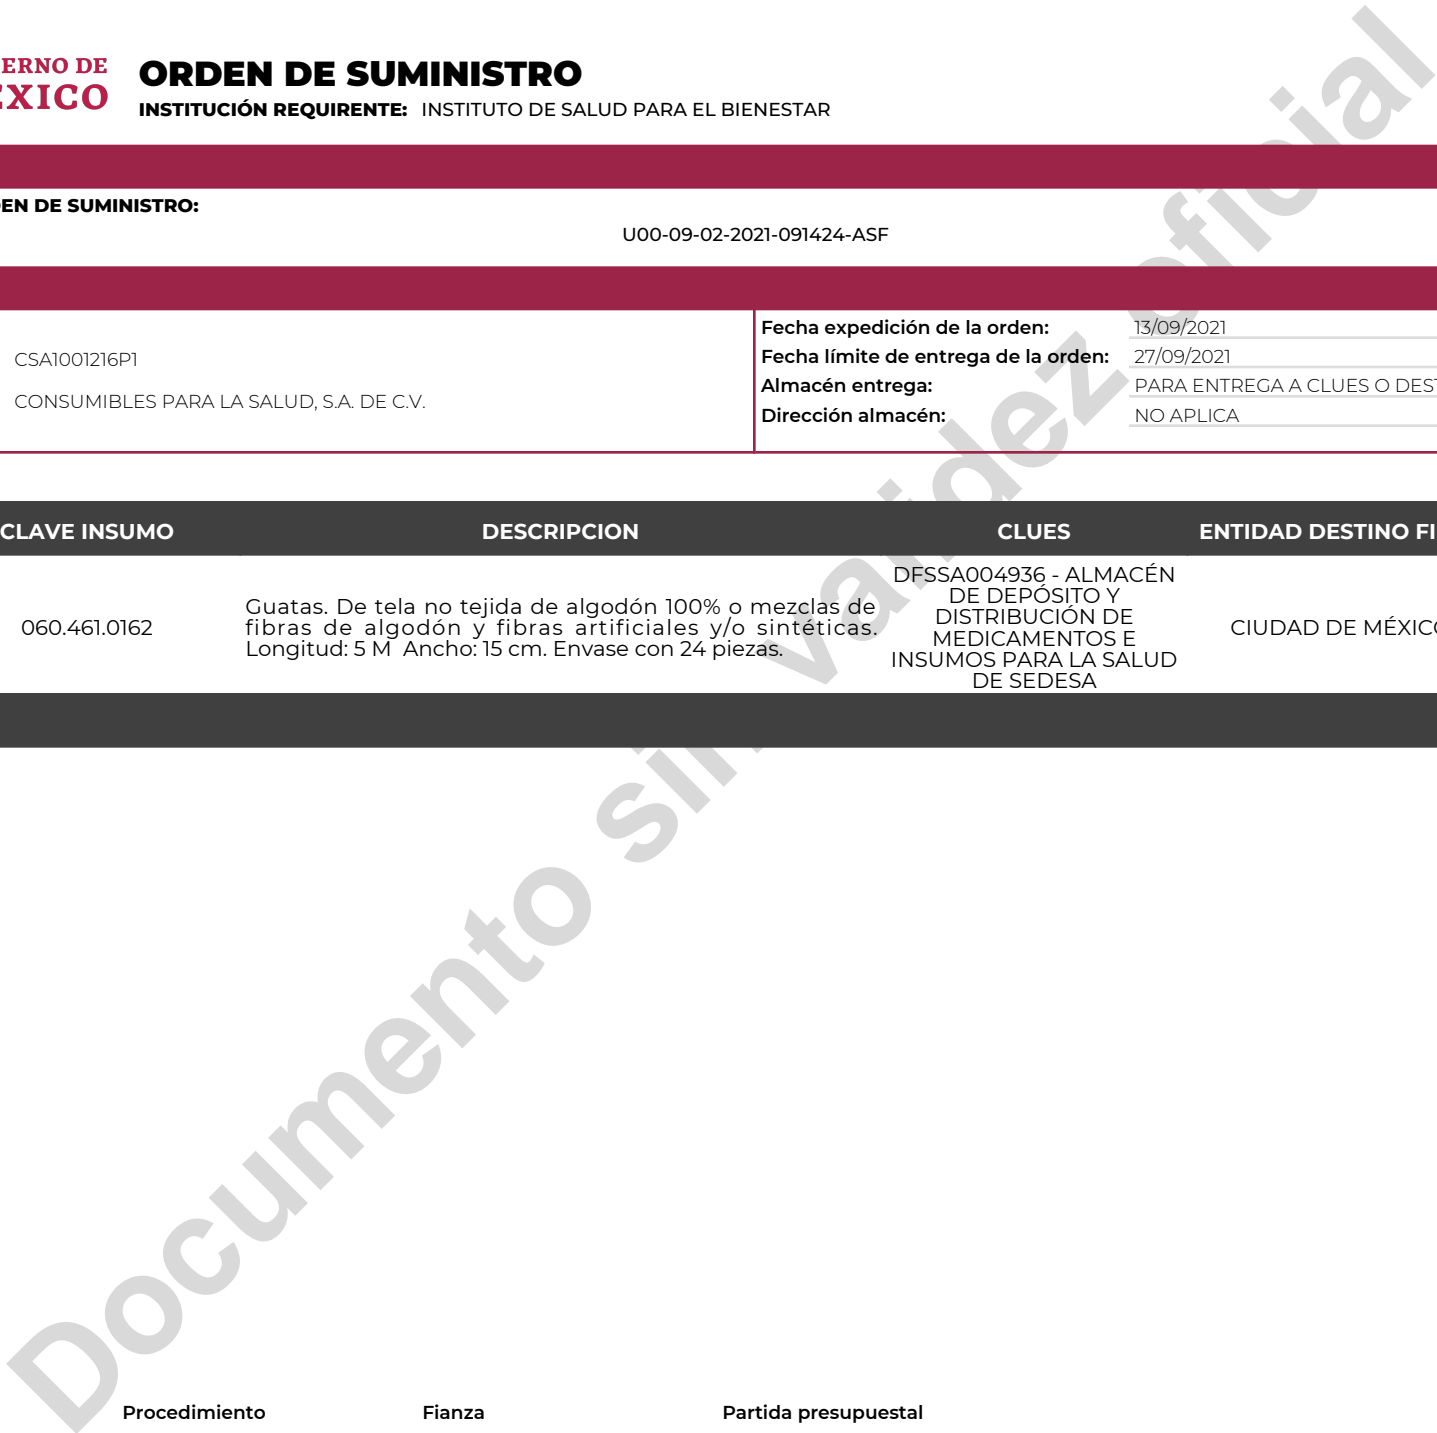 ERNO DE
ÉXICO
ORDEN DE SUMINISTRO
INSTITUCIÓN REQUIRENTE: INSTITUTO DE SALUD PARA EL BIENESTAR
EN DE SUMINISTRO:
U00-09-02-2021-091424-ASF
CSA1001216P1
CONSUMIBLES PARA LA SALUD, S.A. DE C.V.
Fecha expedición de la orden: 13/09/2021
Fecha límite de entrega de la orden: 27/09/2021
Almacén entrega: PARA ENTREGA A CLUES O DES
Dirección almacén: NO APLICA
CLAVE INSUMO DESCRIPCION CLUES ENTIDAD DESTINO FI
060.461.0162
Guatas. De tela no tejida de algodón 100% o mezclas de
fibras de algodón y fibras artificiales y/o sintéticas.
Longitud: 5 M Ancho: 15 cm. Envase con 24 piezas.
DFSSA004936 - ALMACÉN
DE DEPÓSITO Y
DISTRIBUCIÓN DE
MEDICAMENTOS E
INSUMOS PARA LA SALUD
DE SEDESA
CIUDAD DE MÉXICO
Documento sin validez oficial
Procedimiento Fianza Partida presupuestal